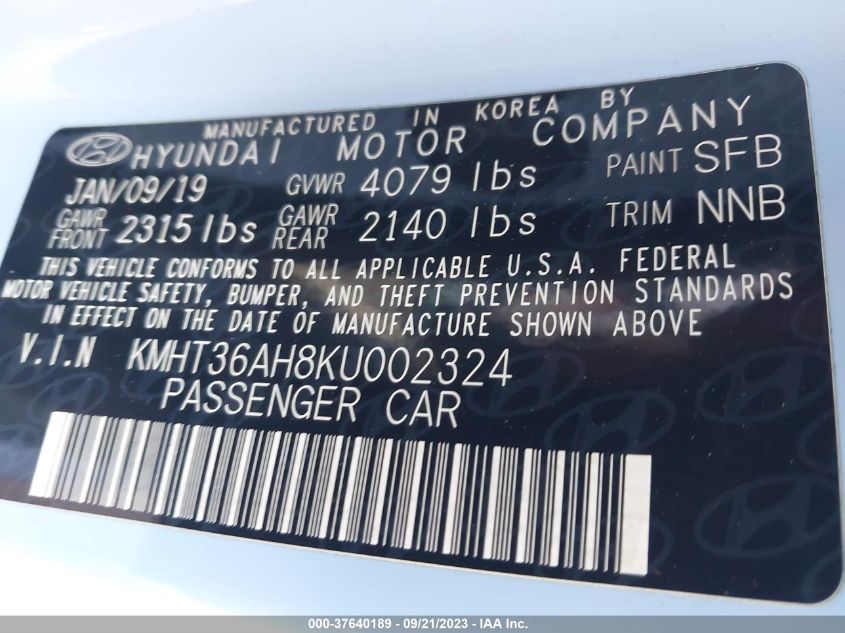 MANUFACTURED IN KOREA BY
HYUNDAI MOTOR COMPANY
JAN/09/19 GVWR 4079 lbs PAINT SFB
GAWR FRONT 2315 lbs GAWR REAR 2140 lbs TRIM NNB
THIS VEHICLE CONFORMS TO ALL APPLICABLE U.S.A. FEDERAL
MOTOR VEHICLE SAFETY, BUMPER, AND THEFT PREVENTION STANDARDS
IN EFFECT ON THE DATE OF MANUFACTURE SHOWN ABOVE.
V.I.N KMHT36AH8KU002324
PASSENGER CAR
000-37640189 - 09/21/2023 - IAA Inc.